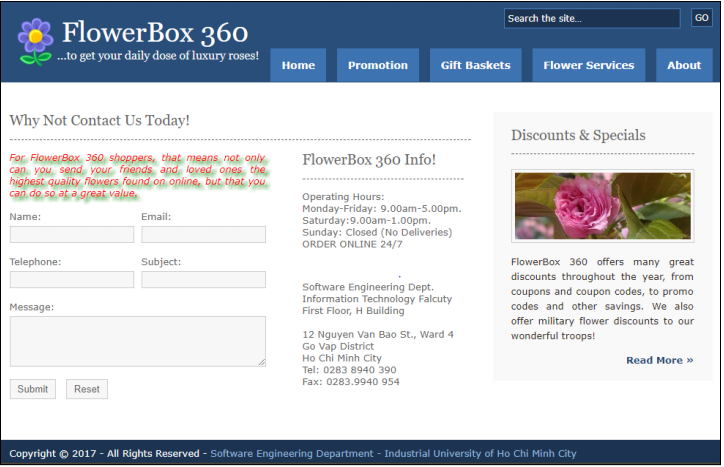 FlowerBox 360
...to get your daily dose of luxury roses!
Search the site...
GO
Home
Promotion
Gift Baskets
Flower Services
About
Why Not Contact Us Today!
For FlowerBox 360 shoppers, that means not only
can you send your friends and loved ones the
highest quality flowers found on online, but that you
can do so at a great value.
Name:
Email:
Telephone:
Subject:
Message:
Submit
Reset
FlowerBox 360 Info!
Operating Hours:
Monday-Friday: 9.00am-5.00pm.
Saturday:9.00am-1.00pm.
Sunday: Closed (No Deliveries)
ORDER ONLINE 24/7
.
Software Engineering Dept.
Information Technology Falcuty
First Floor, H Building
12 Nguyen Van Bao St., Ward 4
Go Vap District
Ho Chi Minh City
Tel: 0283 8940 390
Fax: 0283.9940 954
Discounts & Specials
FlowerBox 360 offers many great
discounts throughout the year, from
coupons and coupon codes, to promo
codes and other savings. We also
offer military flower discounts to our
wonderful troops!
Read More »
Copyright © 2017 - All Rights Reserved - Software Engineering Department - Industrial University of Ho Chi Minh City